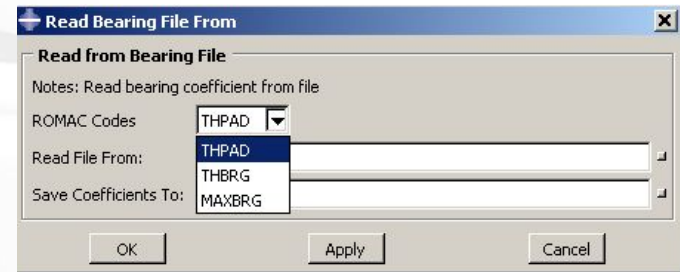 Read Bearing File From
Read from Bearing File
Notes: Read bearing coefficient from file
ROMAC Codes THPAD
THPAD
Read File From:
THBRG
Save Coefficients To:
MAXBRG
OK Apply Cancel